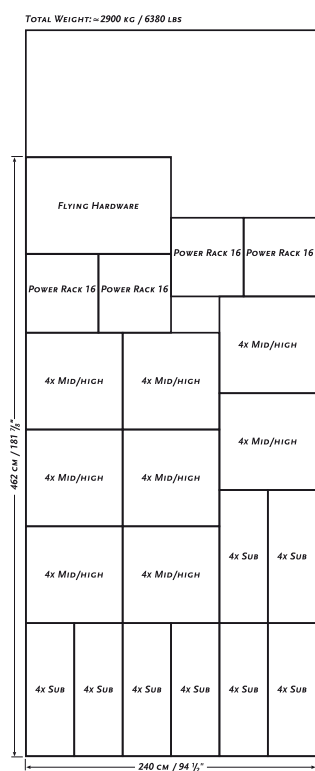 Total Weight: ≃2900 kg / 6380 lbs
Flying Hardware
Power Rack 16
Power Rack 16
Power Rack 16
Power Rack 16
4x Mid/high
4x Mid/high
4x Mid/high
4x Mid/high
4x Mid/high
4x Mid/high
4x Mid/high
4x Mid/high
4x Sub
4x Sub
4x Sub
4x Sub
4x Sub
4x Sub
4x Sub
4x Sub
462 cm / 181 7/8"
240 cm / 94 1/2"